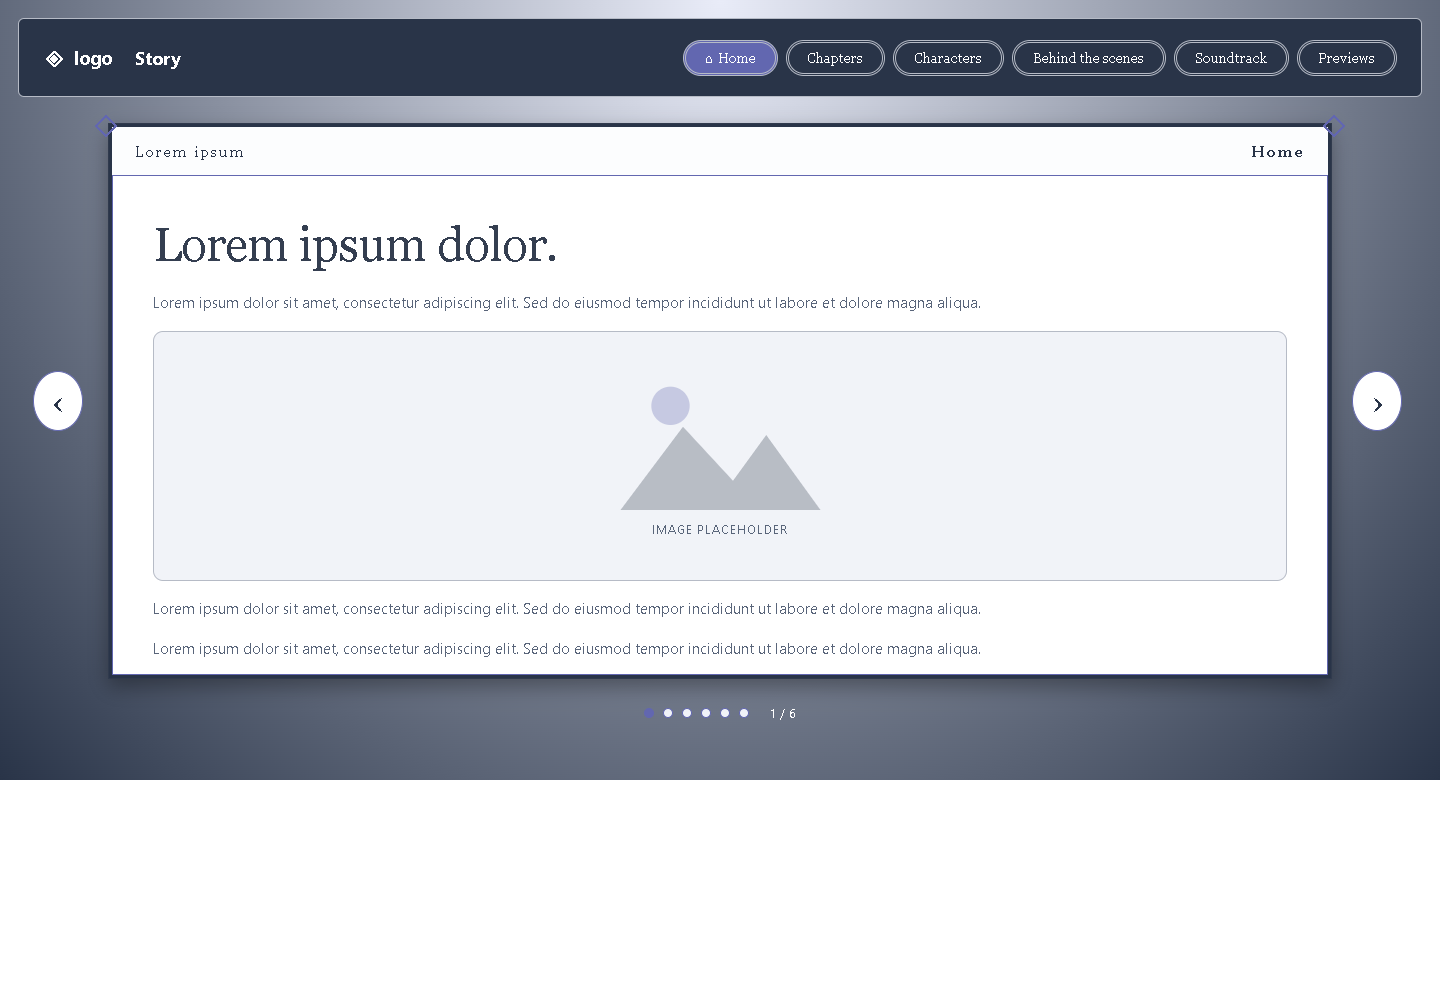 logo Story
⌂ Home Chapters Characters Behind the scenes Soundtrack Previews
Lorem ipsum Home
Lorem ipsum dolor.
Lorem ipsum dolor sit amet, consectetur adipiscing elit. Sed do eiusmod tempor incididunt ut labore et dolore magna aliqua.
‹ ›
IMAGE PLACEHOLDER
Lorem ipsum dolor sit amet, consectetur adipiscing elit. Sed do eiusmod tempor incididunt ut labore et dolore magna aliqua.
Lorem ipsum dolor sit amet, consectetur adipiscing elit. Sed do eiusmod tempor incididunt ut labore et dolore magna aliqua.
1 / 6